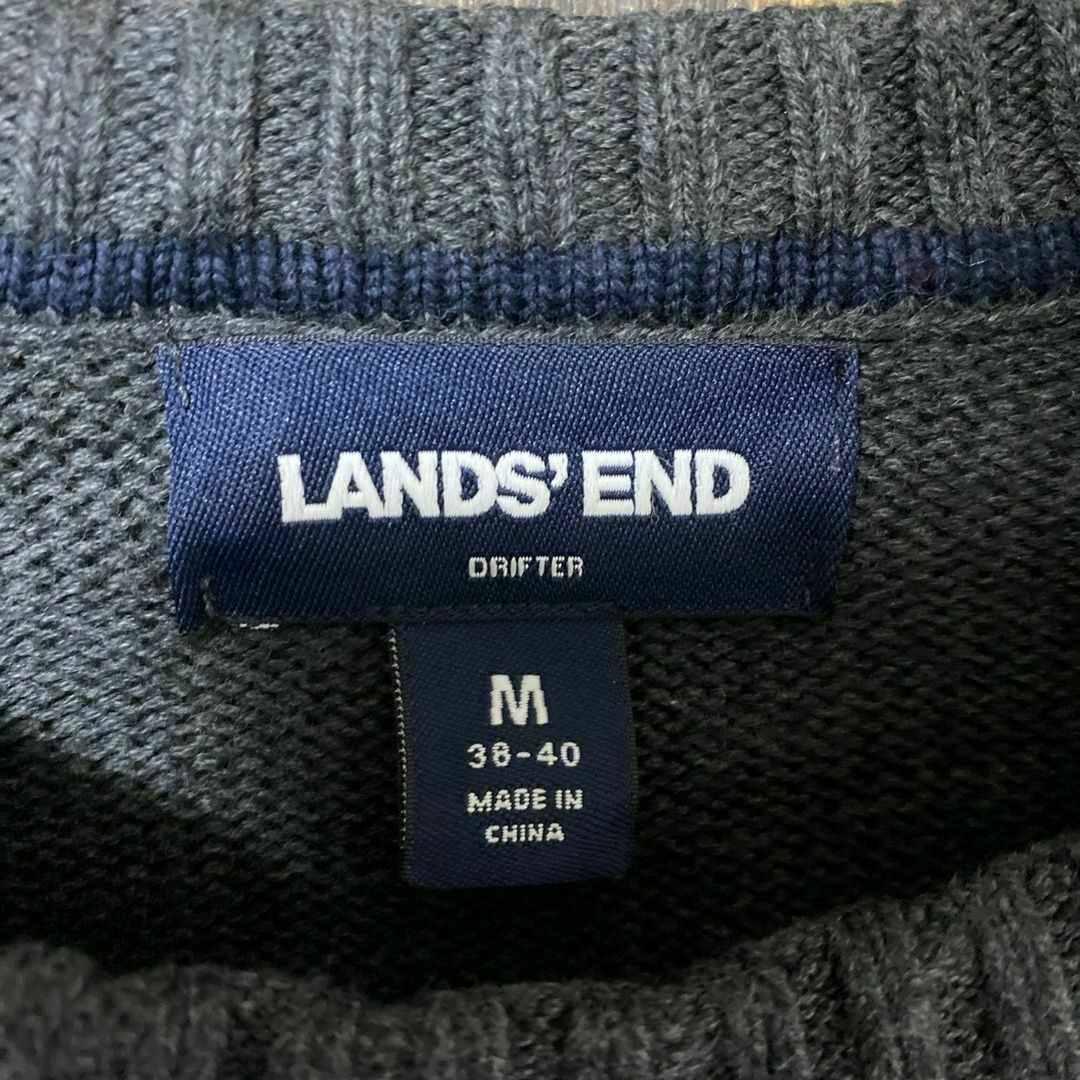 LANDS' END
DRIFTER
M
38-40
MADE IN
CHINA